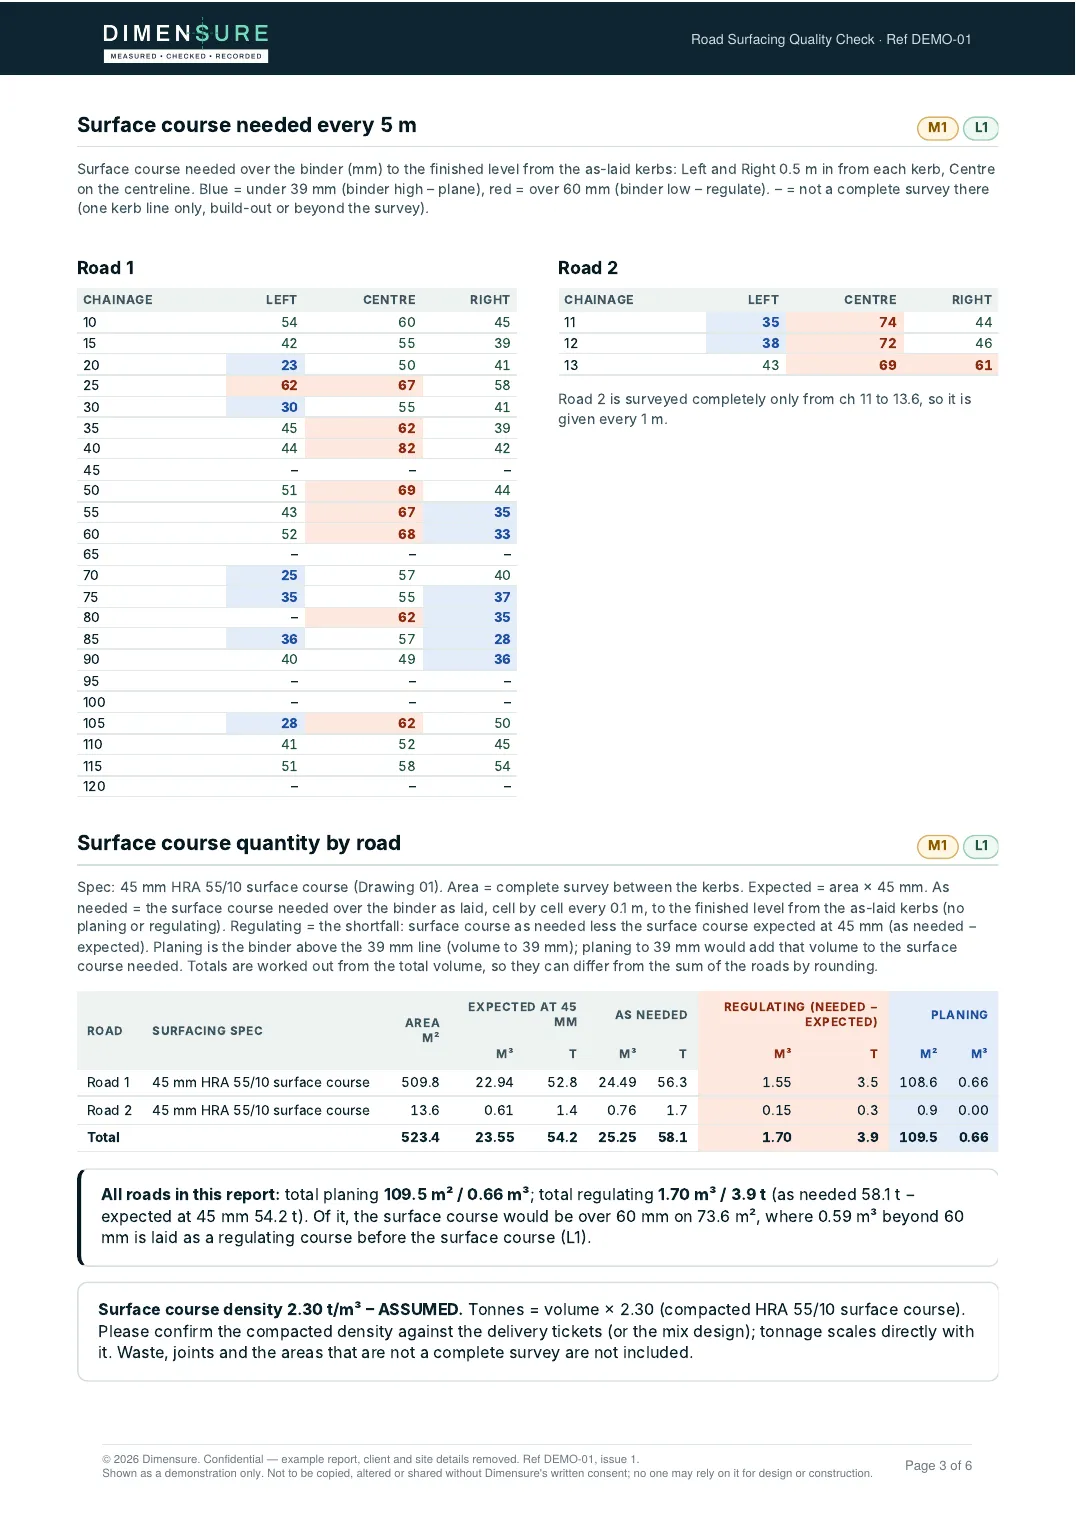 DIMENSURE
MEASURED • CHECKED • RECORDED
Road Surfacing Quality Check · Ref DEMO-01
Surface course needed every 5 m
M1 L1
Surface course needed over the binder (mm) to the finished level from the as-laid kerbs: Left and Right 0.5 m in from each kerb, Centre
on the centreline. Blue = under 39 mm (binder high – plane), red = over 60 mm (binder low – regulate). – = not a complete survey there
(one kerb line only, build-out or beyond the survey).
Road 1
CHAINAGE LEFT CENTRE RIGHT
10 54 60 45
15 42 55 39
20 23 50 41
25 62 67 58
30 30 55 41
35 45 62 39
40 44 82 42
45 – – –
50 51 69 44
55 43 67 35
60 52 68 33
65 – – –
70 25 57 40
75 35 55 37
80 – 62 35
85 36 57 28
90 40 49 36
95 – – –
100 – – –
105 28 62 50
110 41 52 45
115 51 58 54
120 – – –
Road 2
CHAINAGE LEFT CENTRE RIGHT
11 35 74 44
12 38 72 46
13 43 69 61
Road 2 is surveyed completely only from ch 11 to 13.6, so it is
given every 1 m.
Surface course quantity by road
M1 L1
Spec: 45 mm HRA 55/10 surface course (Drawing 01). Area = complete survey between the kerbs. Expected = area × 45 mm. As
needed = the surface course needed over the binder as laid, cell by cell every 0.1 m, to the finished level from the as-laid kerbs (no
planing or regulating). Regulating = the shortfall: surface course as needed less the surface course expected at 45 mm (as needed –
expected). Planing is the binder above the 39 mm line (volume to 39 mm); planing to 39 mm would add that volume to the surface
course needed. Totals are worked out from the total volume, so they can differ from the sum of the roads by rounding.
ROAD SURFACING SPEC AREA M² EXPECTED AT 45 MM AS NEEDED REGULATING (NEEDED – EXPECTED) PLANING
M³ T M³ T M³ T M² M³
Road 1 45 mm HRA 55/10 surface course 509.8 22.94 52.8 24.49 56.3 1.55 3.5 108.6 0.66
Road 2 45 mm HRA 55/10 surface course 13.6 0.61 1.4 0.76 1.7 0.15 0.3 0.9 0.00
Total 523.4 23.55 54.2 25.25 58.1 1.70 3.9 109.5 0.66
All roads in this report: total planing 109.5 m² / 0.66 m³; total regulating 1.70 m³ / 3.9 t (as needed 58.1 t –
expected at 45 mm 54.2 t). Of it, the surface course would be over 60 mm on 73.6 m², where 0.59 m³ beyond 60
mm is laid as a regulating course before the surface course (L1).
Surface course density 2.30 t/m³ – ASSUMED. Tonnes = volume × 2.30 (compacted HRA 55/10 surface course).
Please confirm the compacted density against the delivery tickets (or the mix design); tonnage scales directly with
it. Waste, joints and the areas that are not a complete survey are not included.
© 2026 Dimensure. Confidential — example report, client and site details removed. Ref DEMO-01, issue 1.
Shown as a demonstration only. Not to be copied, altered or shared without Dimensure's written consent; no one may rely on it for design or construction.
Page 3 of 6